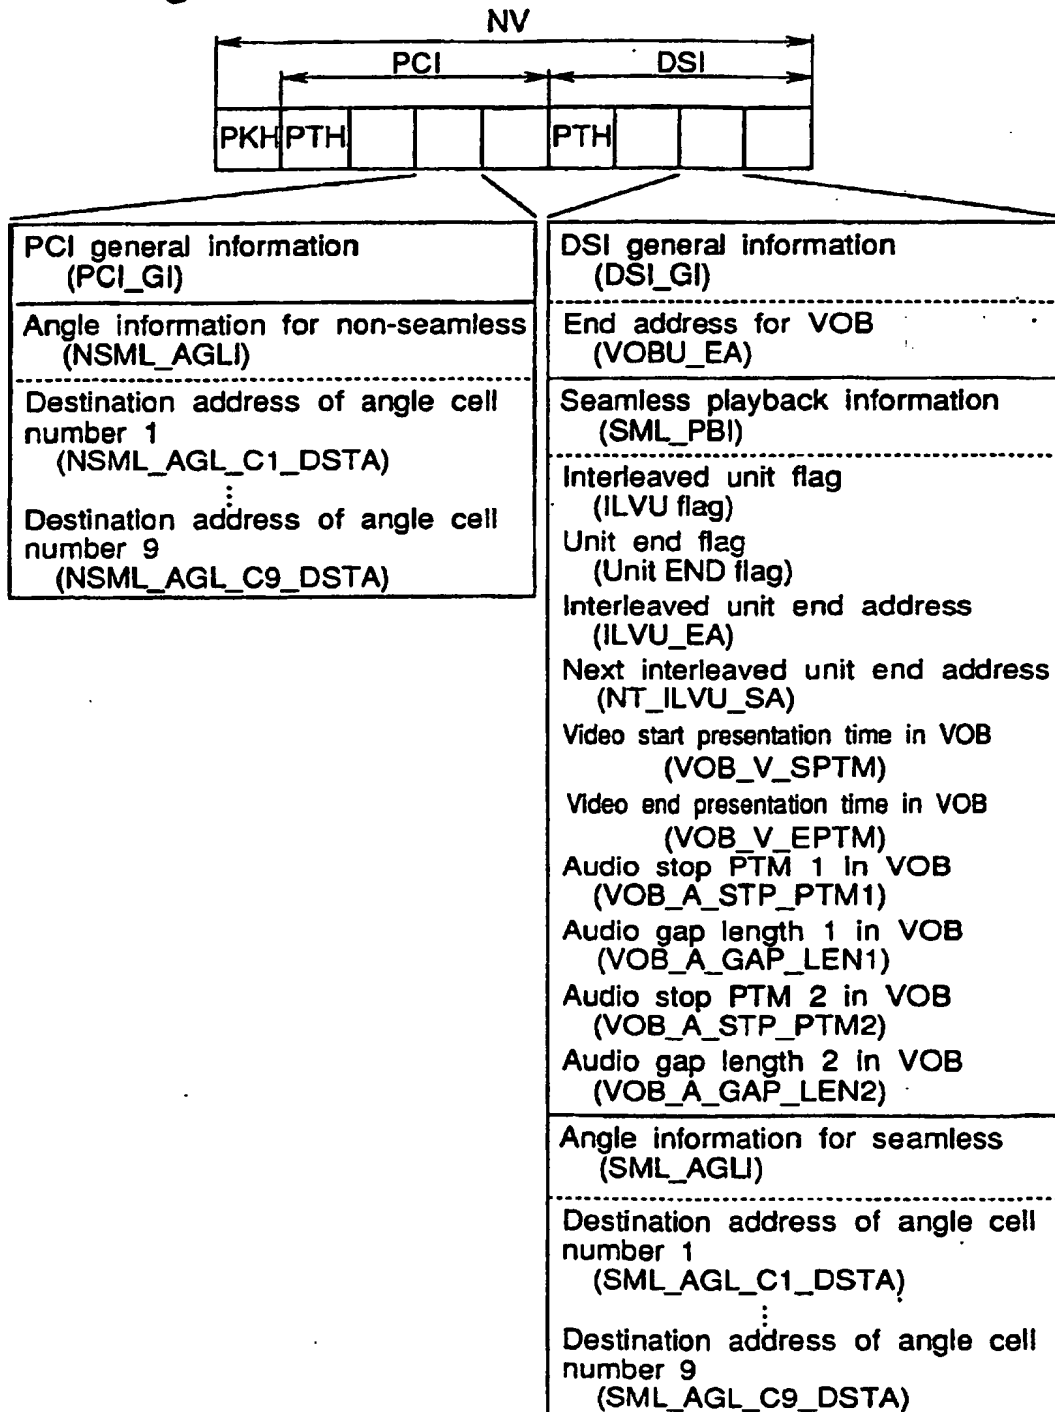 NV
PCI
DSI
PKH
PTH
PTH
PCI general information
(PCI_GI)
Angle information for non-seamless
(NSML_AGLI)
Destination address of angle cell
number 1
(NSML_AGL_C1_DSTA)
⋮
Destination address of angle cell
number 9
(NSML_AGL_C9_DSTA)
DSI general information
(DSI_GI)
End address for VOB
(VOBU_EA)
Seamless playback information
(SML_PBI)
Interleaved unit flag
(ILVU flag)
Unit end flag
(Unit END flag)
Interleaved unit end address
(ILVU_EA)
Next interleaved unit end address
(NT_ILVU_SA)
Video start presentation time in VOB
(VOB_V_SPTM)
Video end presentation time in VOB
(VOB_V_EPTM)
Audio stop PTM 1 in VOB
(VOB_A_STP_PTM1)
Audio gap length 1 in VOB
(VOB_A_GAP_LEN1)
Audio stop PTM 2 in VOB
(VOB_A_STP_PTM2)
Audio gap length 2 in VOB
(VOB_A_GAP_LEN2)
Angle information for seamless
(SML_AGLI)
Destination address of angle cell
number 1
(SML_AGL_C1_DSTA)
⋮
Destination address of angle cell
number 9
(SML_AGL_C9_DSTA)